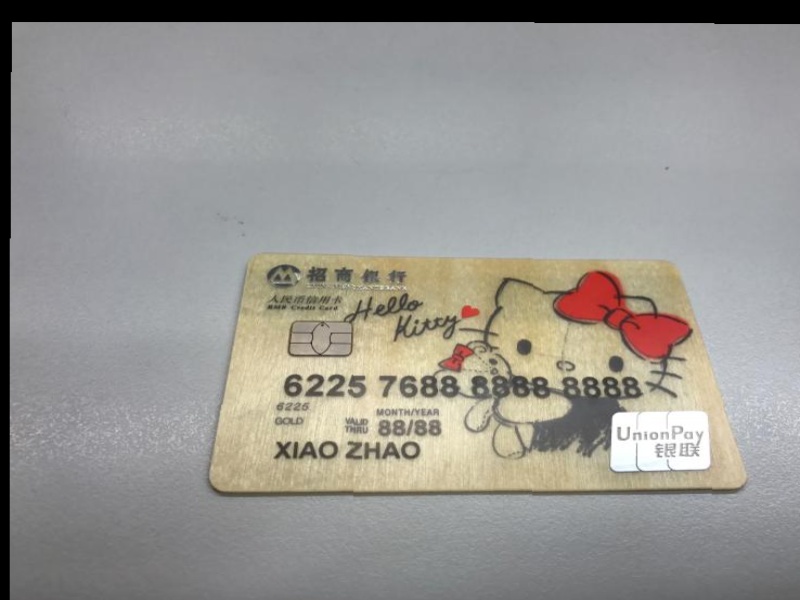 招商银行
人民币信用卡
RMB Credit Card
Hello
Kitty
6225 7688 8888 8888
6225
MONTH/YEAR
GOLD
VALID
THRU
88/88
XIAO ZHAO
UnionPay
银联